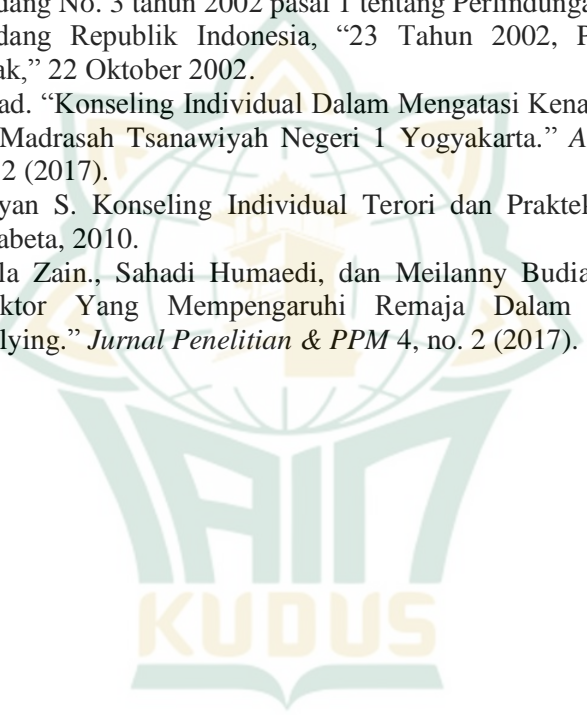 dang No. 3 tahun 2002 pasal 1 tentang Perlindunga
dang Republik Indonesia, “23 Tahun 2002, P
ak,” 22 Oktober 2002.
ad. “Konseling Individual Dalam Mengatasi Kena
Madrasah Tsanawiyah Negeri 1 Yogyakarta.” A
2 (2017).
yan S. Konseling Individual Terori dan Praktel
abeta, 2010.
la Zain., Sahadi Humaedi, dan Meilanny Budia
ktor Yang Mempengaruhi Remaja Dalam
lying.” Jurnal Penelitian & PPM 4, no. 2 (2017).
IAIN
KUDUS